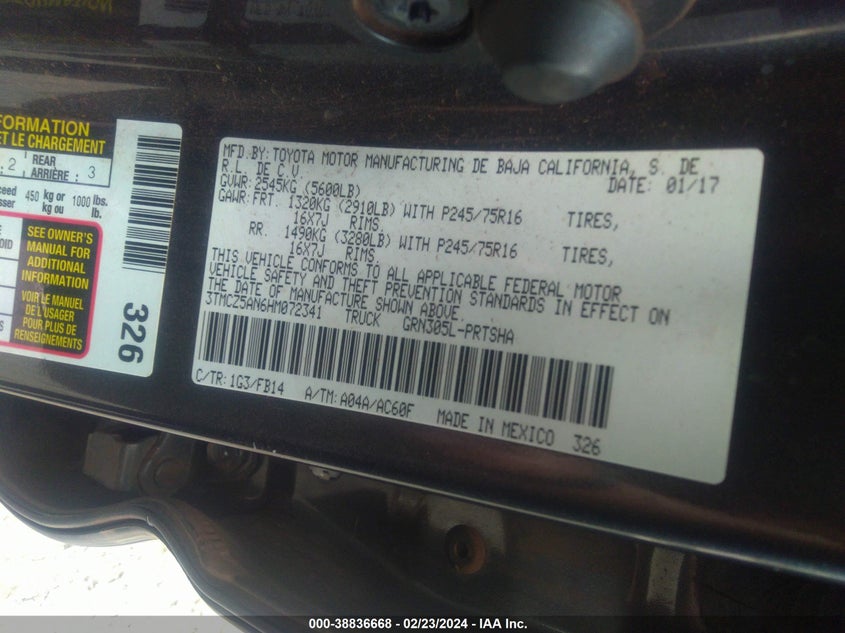 FORMATION
ET LE CHARGEMENT
2 REAR
ARRIÈRE : 3
450 kg or 1000 lbs.
kg ou lb.
SEE OWNER'S
MANUAL FOR
ADDITIONAL
INFORMATION
VOIR LE MANUEL
DE L'USAGER
POUR PLUS DE
RENSEIGNEMENTS
326
MFD.BY: TOYOTA MOTOR MANUFACTURING DE BAJA CALIFORNIA, S. DE
R.L. DE C.V. DATE: 01/17
GVWR: 2545KG (5600LB)
GAWR: FRT. 1320KG (2910LB) WITH P245/75R16 TIRES,
16X7J RIMS,
RR. 1490KG (3280LB) WITH P245/75R16 TIRES,
16X7J RIMS,
THIS VEHICLE CONFORMS TO ALL APPLICABLE FEDERAL MOTOR
VEHICLE SAFETY AND THEFT PREVENTION STANDARDS IN EFFECT ON
THE DATE OF MANUFACTURE SHOWN ABOVE.
3TMCZ5AN6HM072341 TRUCK GRN305L-PRTSHA
C/TR: 1G3/FB14 A/TM: A04A/AC60F MADE IN MEXICO 326
000-38836668 - 02/23/2024 - IAA Inc.